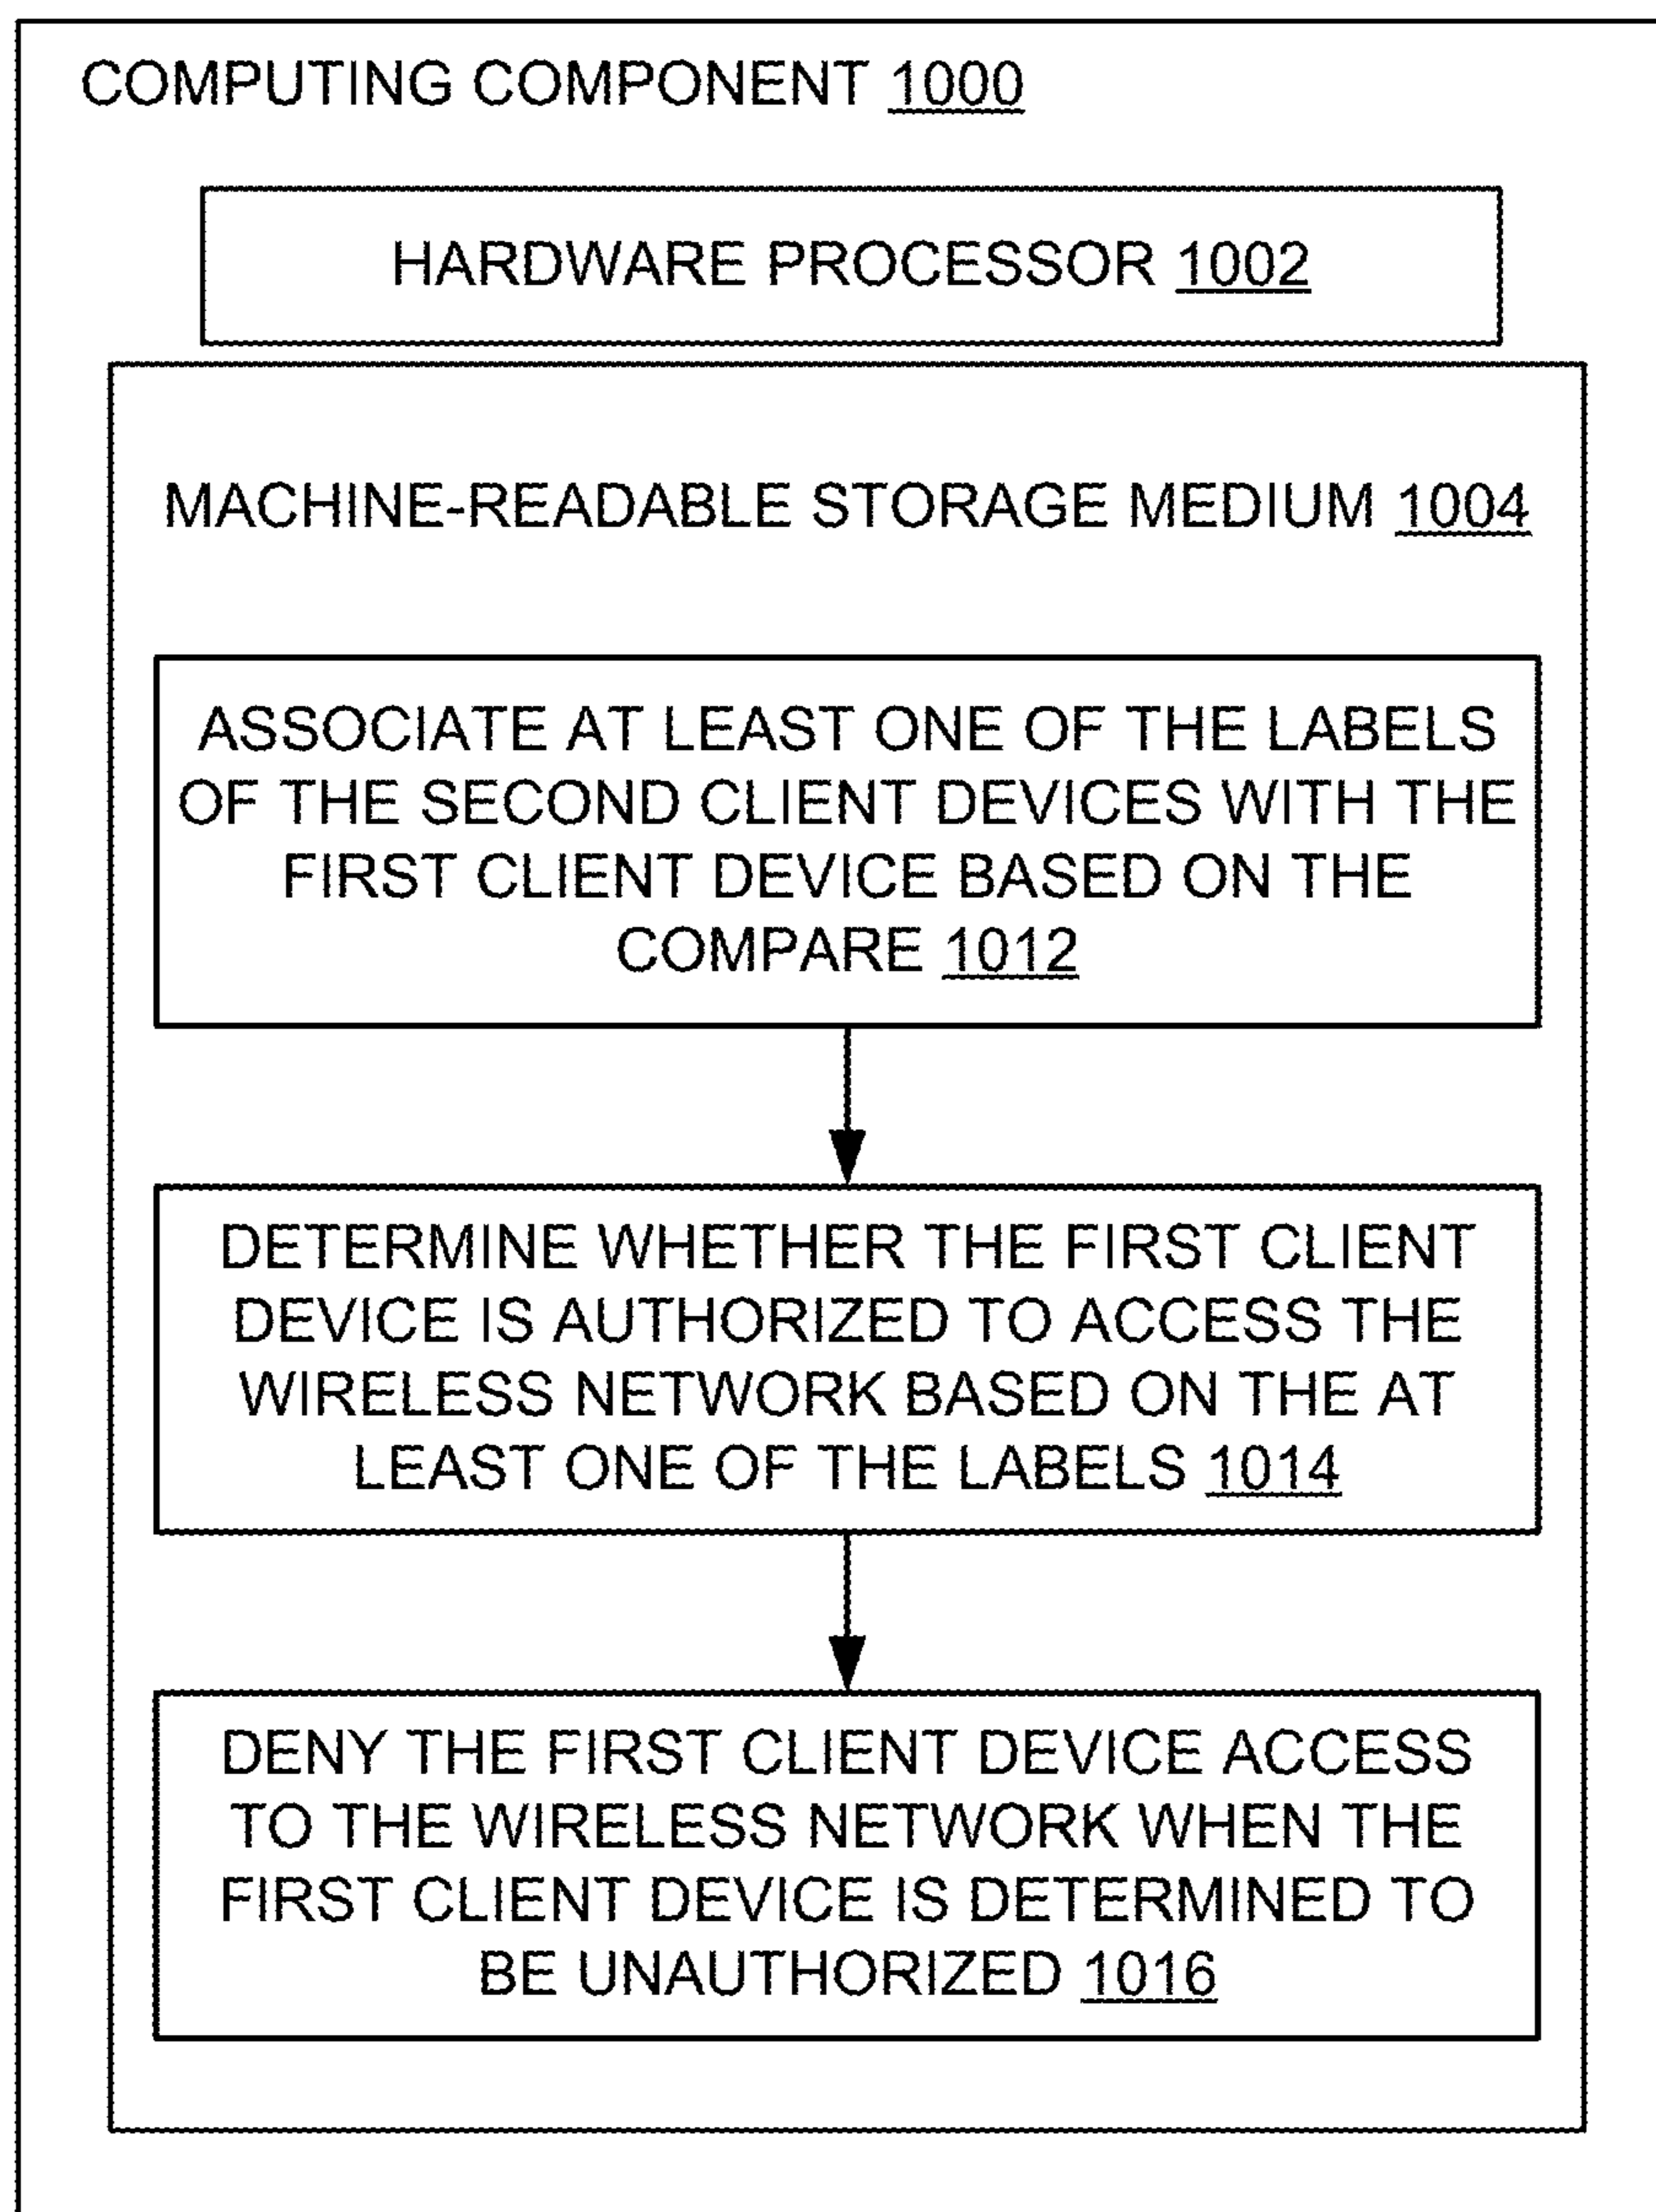 COMPUTING COMPONENT 1000
HARDWARE PROCESSOR 1002
MACHINE-READABLE STORAGE MEDIUM 1004
ASSOCIATE AT LEAST ONE OF THE LABELS
OF THE SECOND CLIENT DEVICES WITH THE
FIRST CLIENT DEVICE BASED ON THE
COMPARE 1012
DETERMINE WHETHER THE FIRST CLIENT
DEVICE IS AUTHORIZED TO ACCESS THE
WIRELESS NETWORK BASED ON THE AT
LEAST ONE OF THE LABELS 1014
DENY THE FIRST CLIENT DEVICE ACCESS
TO THE WIRELESS NETWORK WHEN THE
FIRST CLIENT DEVICE IS DETERMINED TO
BE UNAUTHORIZED 1016